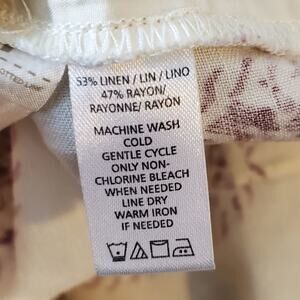 53% LINEN / LIN / LINO
47% RAYON/
RAYONNE/ RAYÓN
MACHINE WASH
COLD
GENTLE CYCLE
ONLY NON-
CHLORINE BLEACH
WHEN NEEDED
LINE DRY
WARM IRON
IF NEEDED